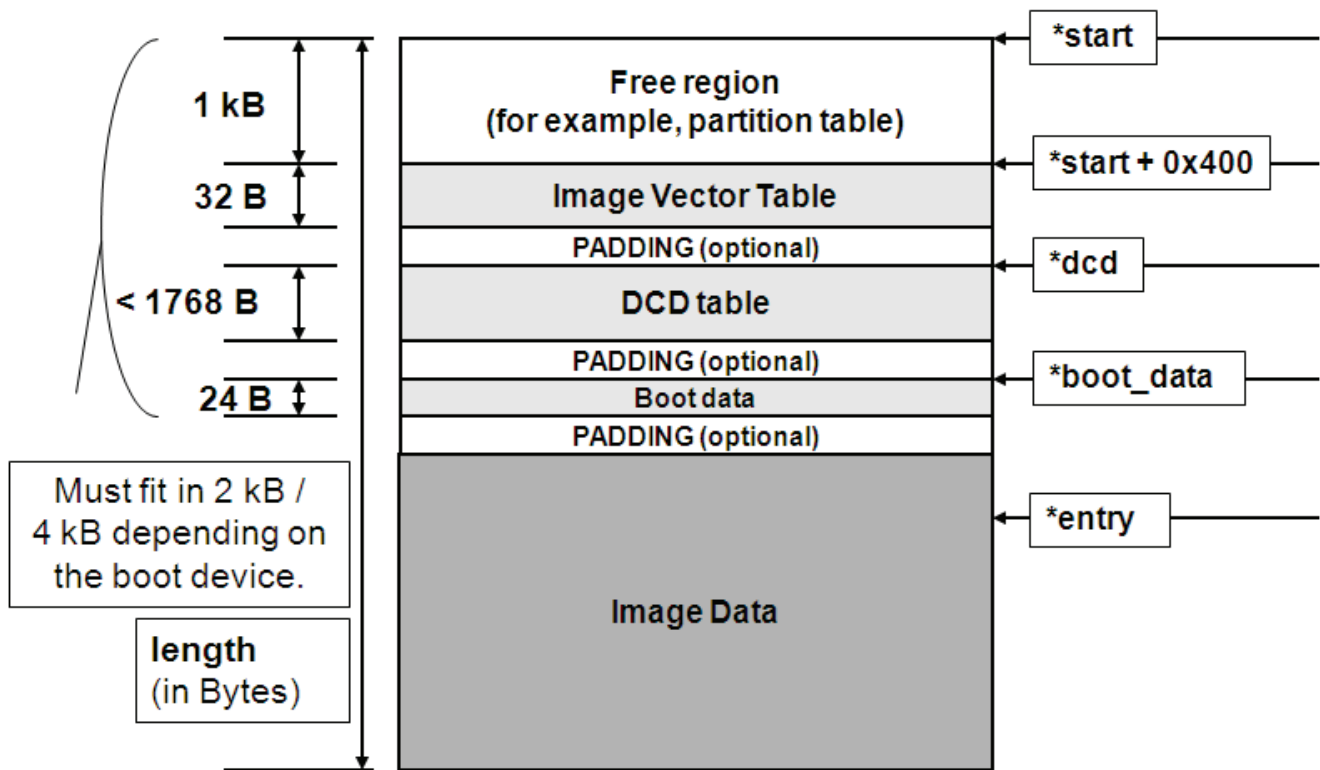 1 kB
32 B
< 1768 B
24 B
Must fit in 2 kB /
4 kB depending on
the boot device.
length
(in Bytes)
Free region
(for example, partition table)
Image Vector Table
PADDING (optional)
DCD table
PADDING (optional)
Boot data
PADDING (optional)
Image Data
*start
*start + 0x400
*dcd
*boot_data
*entry